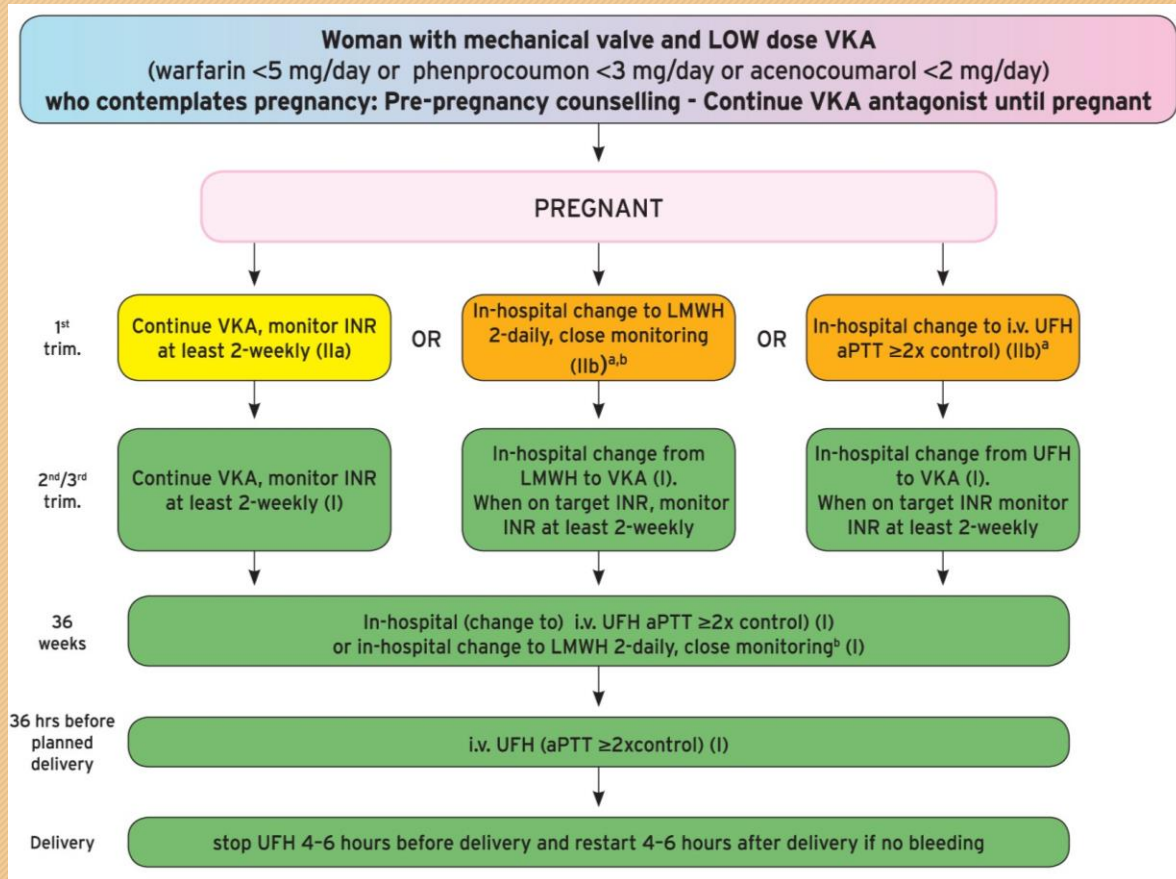 Woman with mechanical valve and LOW dose VKA
(warfarin <5 mg/day or phenprocoumon <3 mg/day or acenocoumarol <2 mg/day)
who contemplates pregnancy: Pre-pregnancy counselling - Continue VKA antagonist until pregnant
PREGNANT
1st
trim.
Continue VKA, monitor INR
at least 2-weekly (IIa)
OR
In-hospital change to LMWH
2-daily, close monitoring
(IIb)a,b
OR
In-hospital change to i.v. UFH
aPTT ≥2x control) (IIb)a
2nd/3rd
trim.
Continue VKA, monitor INR
at least 2-weekly (I)
In-hospital change from
LMWH to VKA (I).
When on target INR, monitor
INR at least 2-weekly
In-hospital change from UFH
to VKA (I).
When on target INR monitor
INR at least 2-weekly
36
weeks
In-hospital (change to) i.v. UFH aPTT ≥2x control) (I)
or in-hospital change to LMWH 2-daily, close monitoringb (I)
36 hrs before
planned
delivery
i.v. UFH (aPTT ≥2xcontrol) (I)
Delivery
stop UFH 4–6 hours before delivery and restart 4–6 hours after delivery if no bleeding